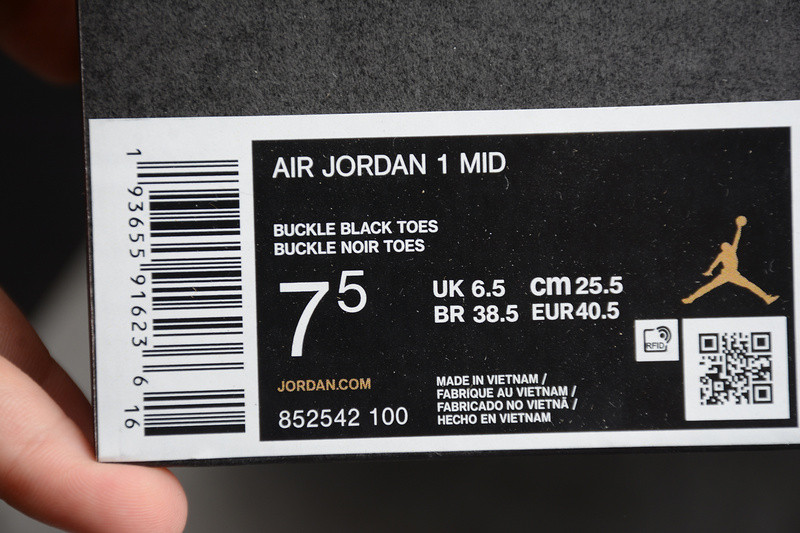 AIR JORDAN 1 MID
BUCKLE BLACK TOES
BUCKLE NOIR TOES
7 5
UK 6.5 cm 25.5
BR 38.5 EUR 40.5
RFID
JORDAN.COM
852542 100
MADE IN VIETNAM /
FABRIQUE AU VIETNAM /
FABRICADO NO VIETNÃ /
HECHO EN VIETNAM
1 93655 91623 6 16